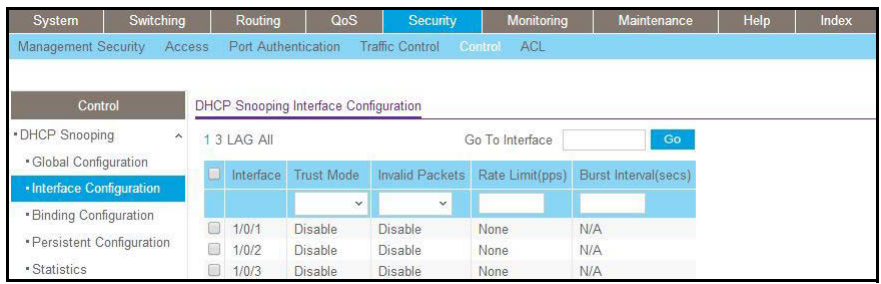 System Switching Routing QoS Security Monitoring Maintenance Help Index
Management Security Access Port Authentication Traffic Control Control ACL
Control
• DHCP Snooping
• Global Configuration
• Interface Configuration
• Binding Configuration
• Persistent Configuration
• Statistics
DHCP Snooping Interface Configuration
1 3 LAG All Go To Interface Go
Interface Trust Mode Invalid Packets Rate Limit(pps) Burst Interval(secs)
1/0/1 Disable Disable None N/A
1/0/2 Disable Disable None N/A
1/0/3 Disable Disable None N/A